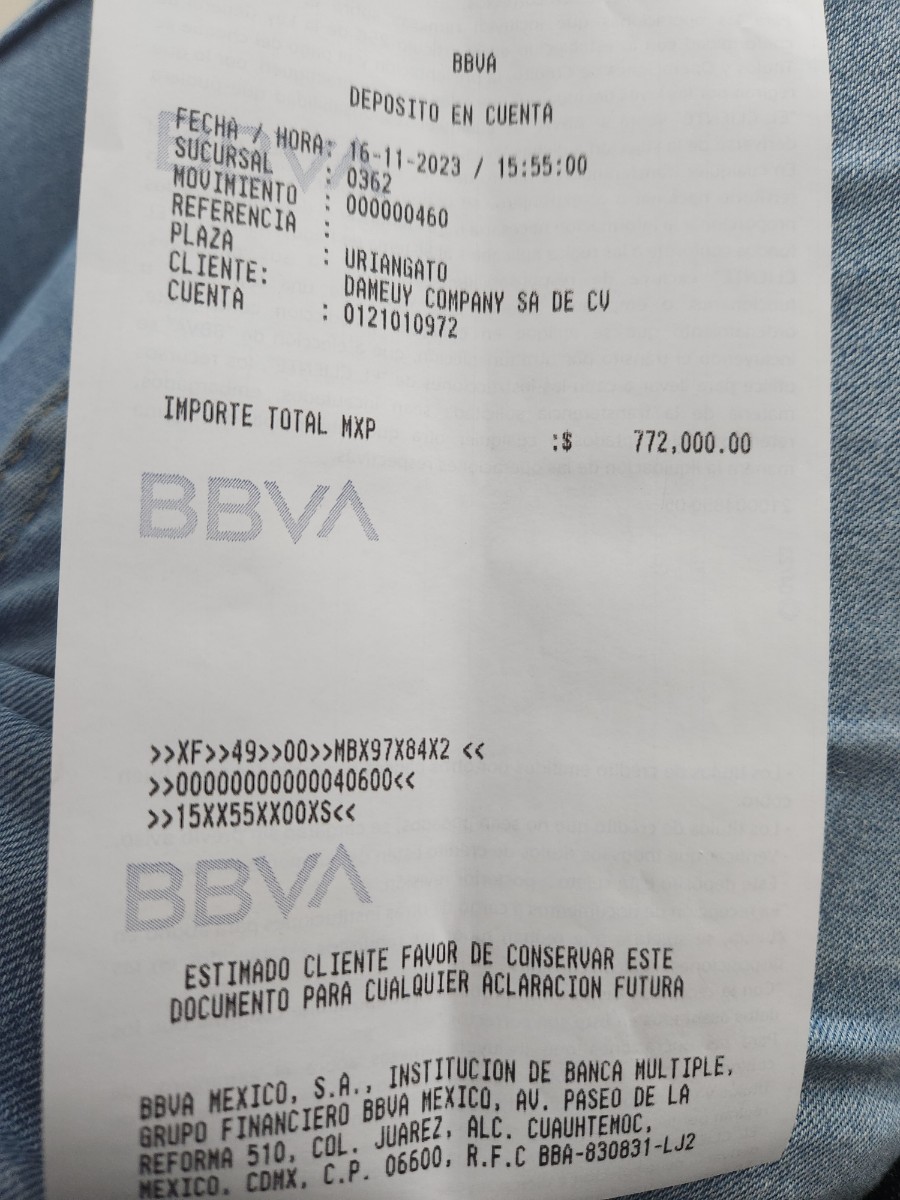 BBVA
DEPOSITO EN CUENTA
FECHA / HORA: 16-11-2023 / 15:55:00
SUCURSAL : 0362
MOVIMIENTO : 000000460
REFERENCIA :
PLAZA : URIANGATO
CLIENTE: DAMEUY COMPANY SA DE CV
CUENTA : 0121010972
IMPORTE TOTAL MXP :$ 772,000.00
BBVA
>>XF>>49>>00>>MBX97X84X2 <<
>>00000000000040600<<
>>15XX55XX00XS<<
BBVA
ESTIMADO CLIENTE FAVOR DE CONSERVAR ESTE
DOCUMENTO PARA CUALQUIER ACLARACION FUTURA
BBVA MEXICO, S.A., INSTITUCION DE BANCA MULTIPLE,
GRUPO FINANCIERO BBVA MEXICO, AV. PASEO DE LA
REFORMA 510, COL. JUAREZ, ALC. CUAUHTEMOC,
MEXICO, CDMX, C.P. 06600, R.F.C BBA-830831-LJ2